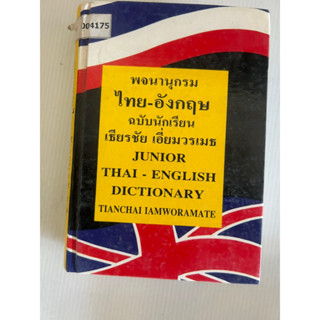 004175
พจนานุกรม
ไทย-อังกฤษ
ฉบับนักเรียน
เธียรชัย เอี่ยมวรเมธ
JUNIOR
THAI - ENGLISH
DICTIONARY
TIANCHAI IAMWORAMATE